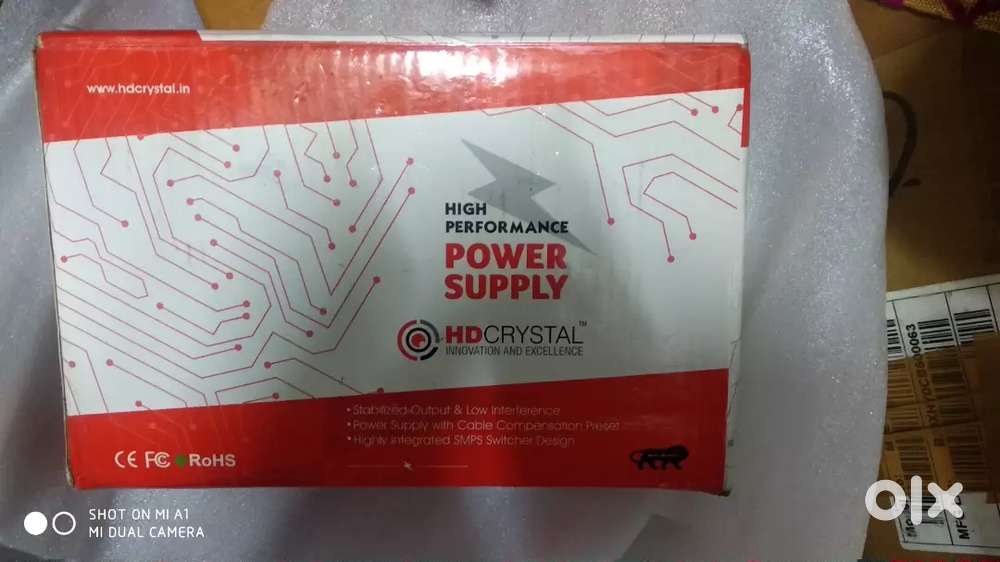 www.hdcrystal.in
HIGH
PERFORMANCE
POWER
SUPPLY
HDCRYSTAL™
INNOVATION AND EXCELLENCE
• Stabilized Output & Low Interference
• Power Supply with Cable Compensation Preset
• Highly Integrated SMPS Switcher Design
CE FC RoHS
SHOT ON MI A1
MI DUAL CAMERA
olx